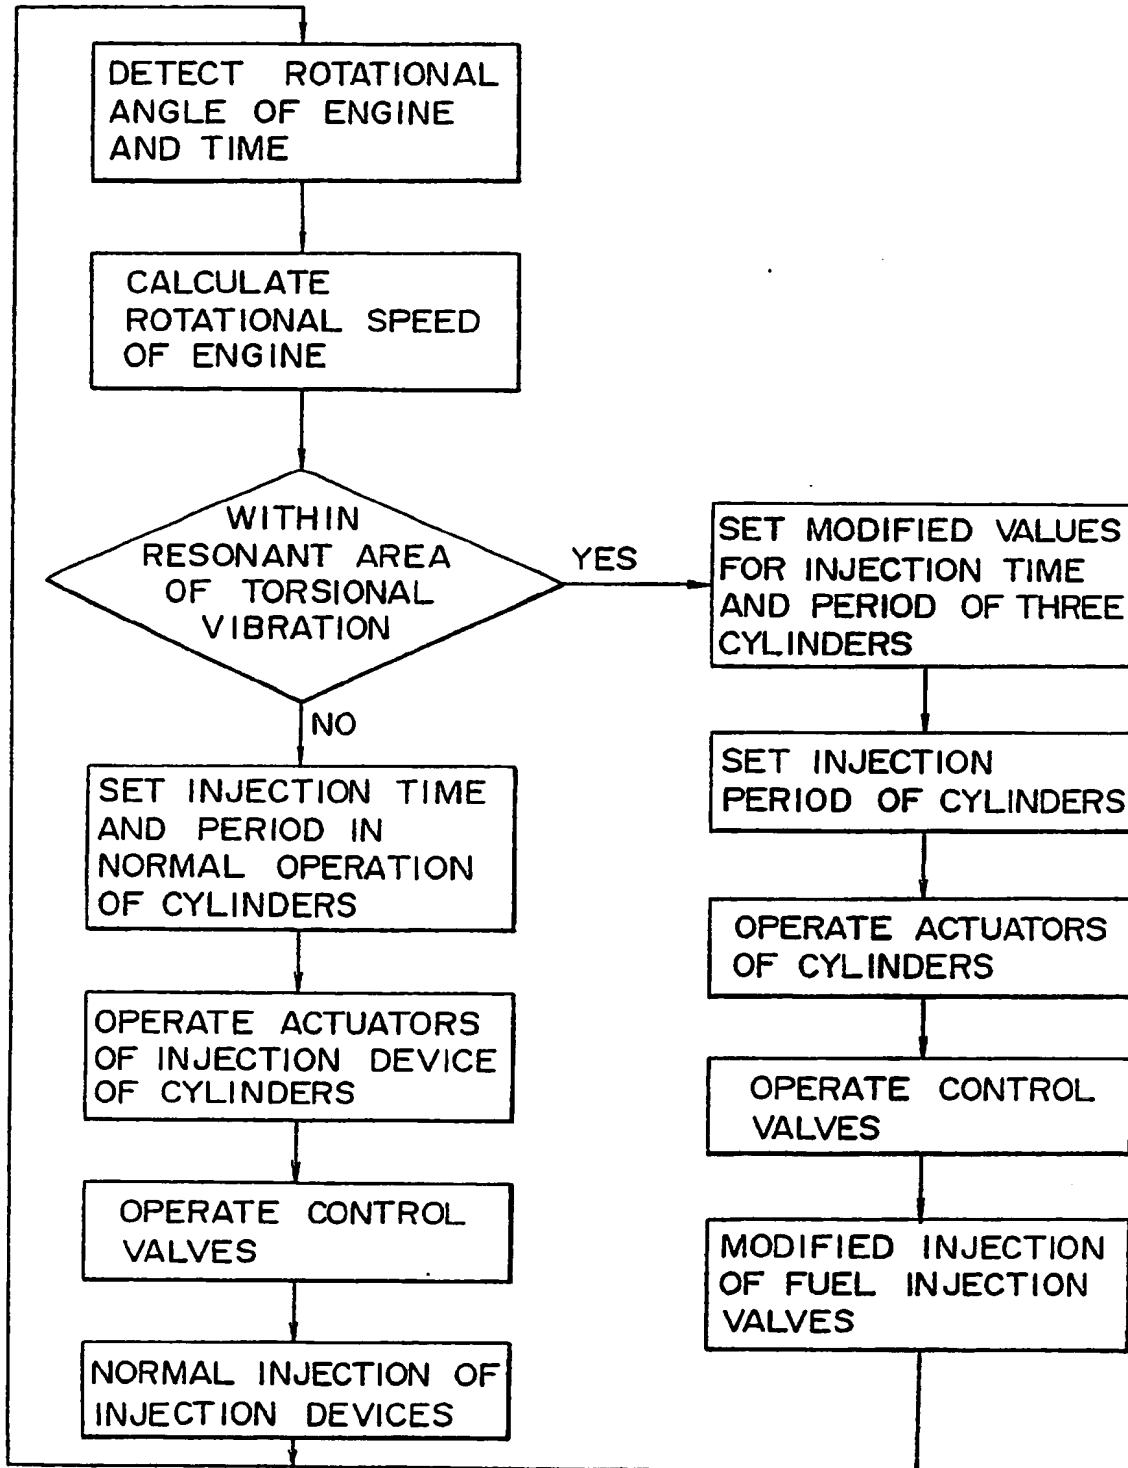 DETECT ROTATIONAL
ANGLE OF ENGINE
AND TIME
CALCULATE
ROTATIONAL SPEED
OF ENGINE
WITHIN
RESONANT AREA
OF TORSIONAL
VIBRATION
YES
NO
SET INJECTION TIME
AND PERIOD IN
NORMAL OPERATION
OF CYLINDERS
OPERATE ACTUATORS
OF INJECTION DEVICE
OF CYLINDERS
OPERATE CONTROL
VALVES
NORMAL INJECTION OF
INJECTION DEVICES
SET MODIFIED VALUES
FOR INJECTION TIME
AND PERIOD OF THREE
CYLINDERS
SET INJECTION
PERIOD OF CYLINDERS
OPERATE ACTUATORS
OF CYLINDERS
OPERATE CONTROL
VALVES
MODIFIED INJECTION
OF FUEL INJECTION
VALVES